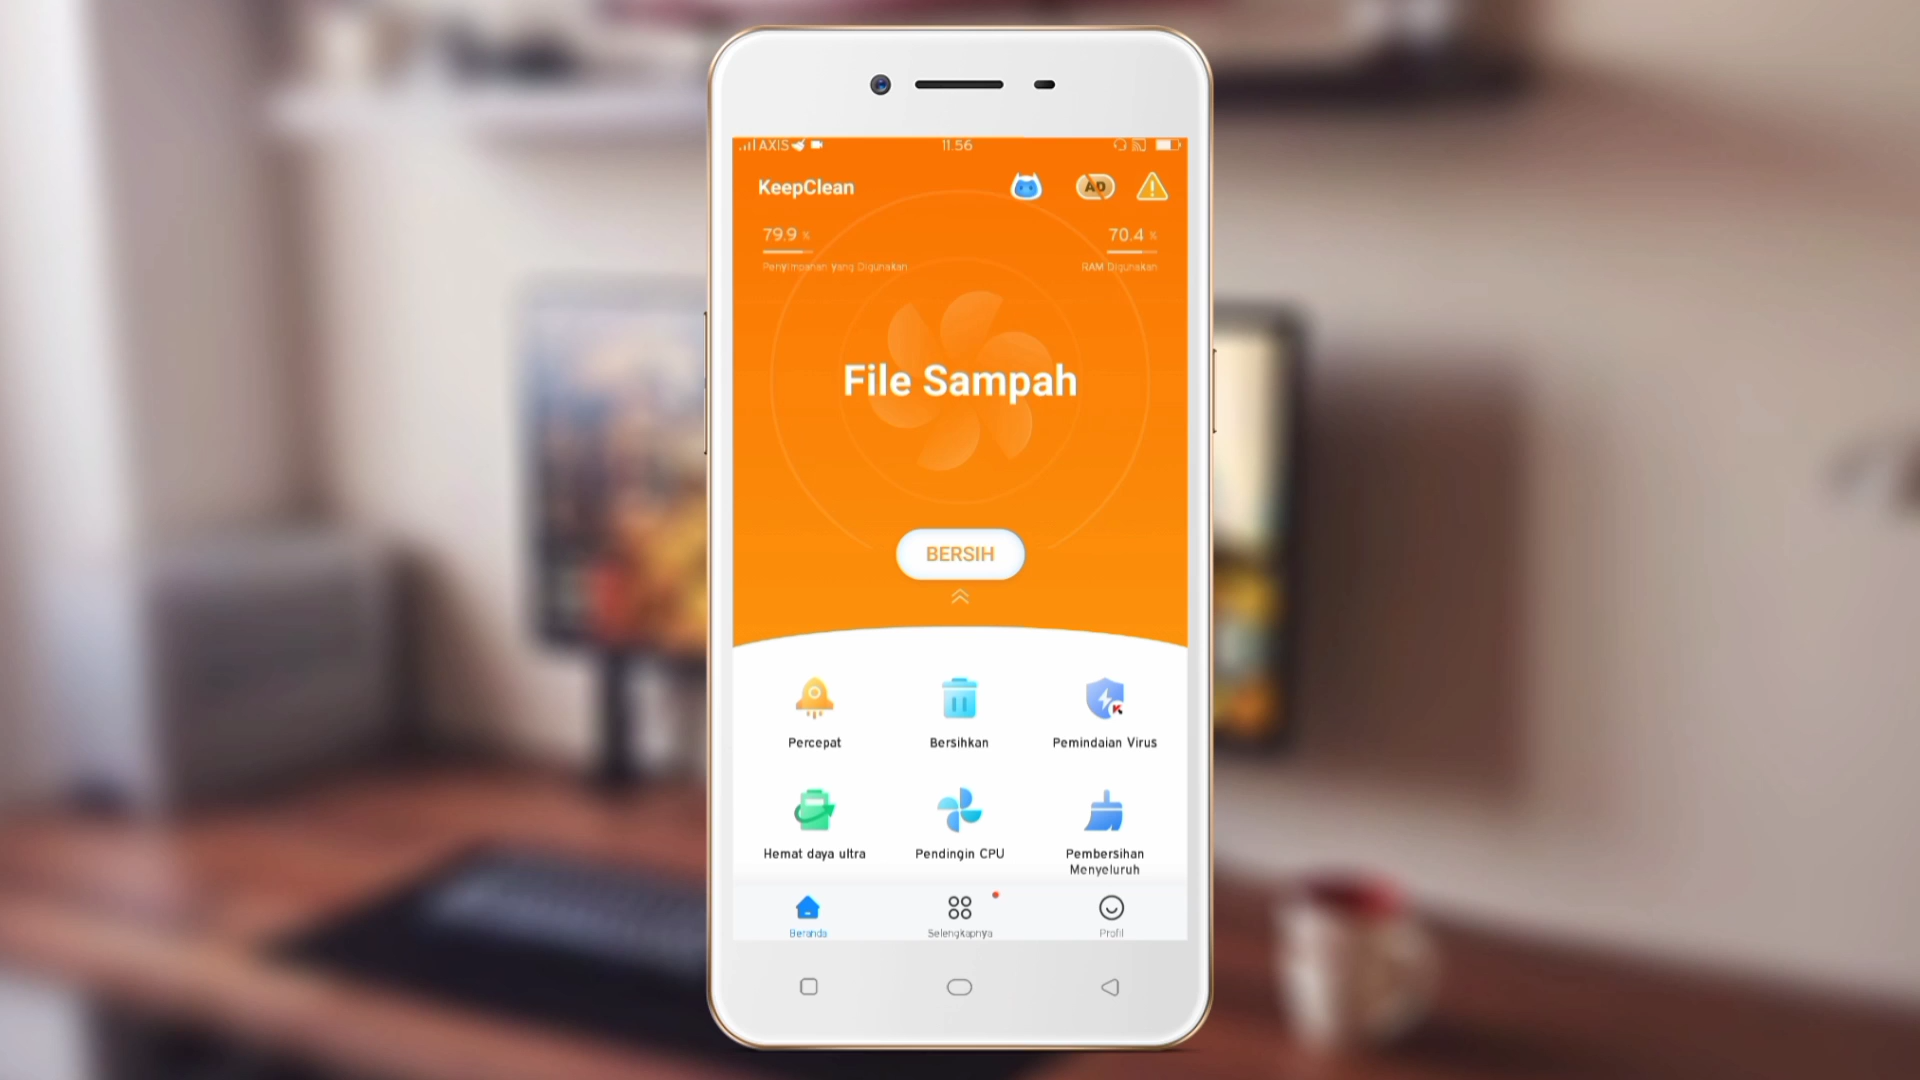 AXIS
11.56
KeepClean
AD
79.9 %
70.4 %
Penyimpanan yang Digunakan
RAM Digunakan
File Sampah
BERSIH
Percepat
Bersihkan
Pemindaian Virus
Hemat daya ultra
Pendingin CPU
Pembersihan
Menyeluruh
Beranda
Selengkapnya
Profil